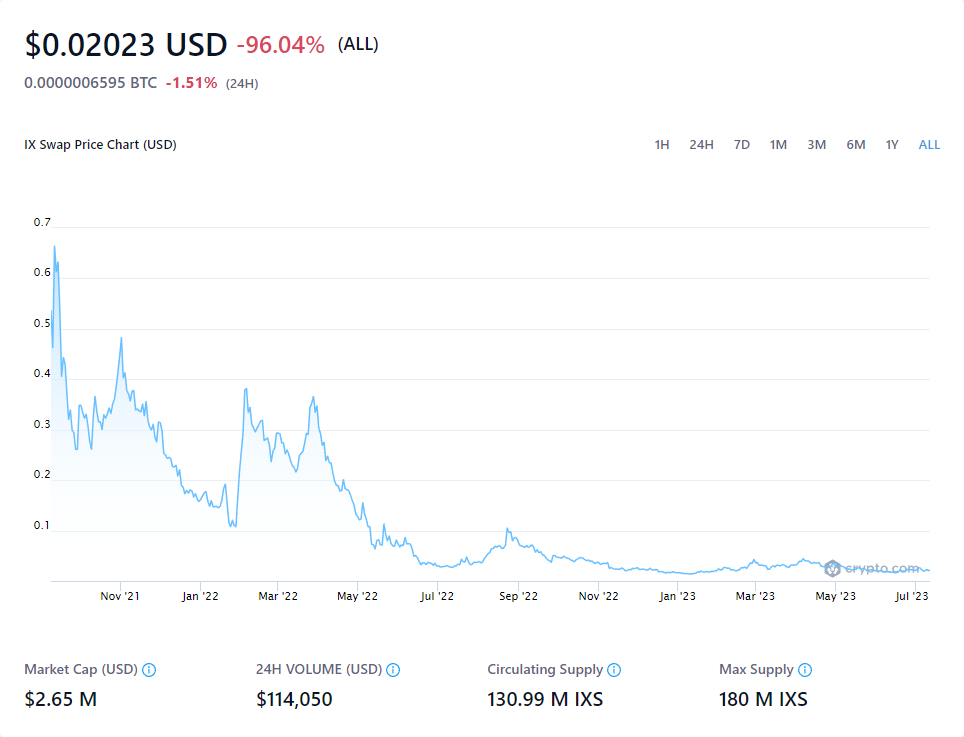 $0.02023 USD -96.04% (ALL)
0.0000006595 BTC -1.51% (24H)
IX Swap Price Chart (USD) 1H 24H 7D 1M 3M 6M 1Y ALL
0.7
0.6
0.5
0.4
0.3
0.2
0.1
crypto.com
Nov '21 Jan '22 Mar '22 May '22 Jul '22 Sep '22 Nov '22 Jan '23 Mar '23 May '23 Jul '23
Market Cap (USD) 24H VOLUME (USD) Circulating Supply Max Supply
$2.65 M $114,050 130.99 M IXS 180 M IXS